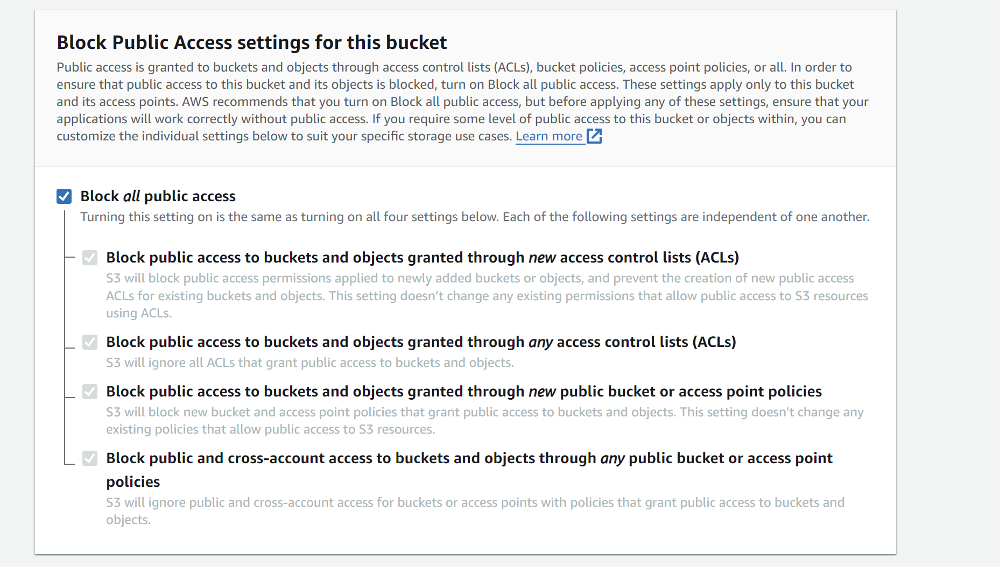 Block Public Access settings for this bucket
Public access is granted to buckets and objects through access control lists (ACLs), bucket policies, access point policies, or all. In order to
ensure that public access to this bucket and its objects is blocked, turn on Block all public access. These settings apply only to this bucket
and its access points. AWS recommends that you turn on Block all public access, but before applying any of these settings, ensure that your
applications will work correctly without public access. If you require some level of public access to this bucket or objects within, you can
customize the individual settings below to suit your specific storage use cases. Learn more
Block all public access
Turning this setting on is the same as turning on all four settings below. Each of the following settings are independent of one another.
Block public access to buckets and objects granted through new access control lists (ACLs)
S3 will block public access permissions applied to newly added buckets or objects, and prevent the creation of new public access
ACLs for existing buckets and objects. This setting doesn’t change any existing permissions that allow public access to S3 resources
using ACLs.
Block public access to buckets and objects granted through any access control lists (ACLs)
S3 will ignore all ACLs that grant public access to buckets and objects.
Block public access to buckets and objects granted through new public bucket or access point policies
S3 will block new bucket and access point policies that grant public access to buckets and objects. This setting doesn't change any
existing policies that allow public access to S3 resources.
Block public and cross-account access to buckets and objects through any public bucket or access point
policies
S3 will ignore public and cross-account access for buckets or access points with policies that grant public access to buckets and
objects.